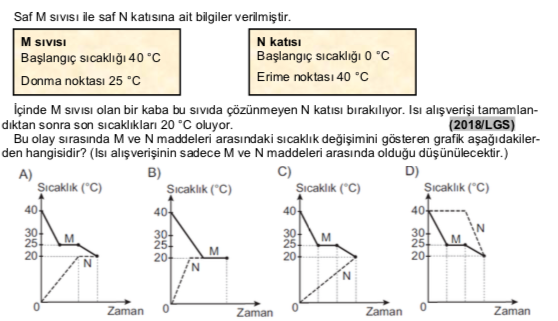 Saf M sıvısı ile saf N katısına ait bilgiler verilmiştir.
M sıvısı
Başlangıç sıcaklığı 40 °C
Donma noktası 25 °C
N katısı
Başlangıç sıcaklığı 0 °C
Erime noktası 40 °C
İçinde M sıvısı olan bir kaba bu sıvıda çözünmeyen N katısı bırakılıyor. Isı alışverişi tamamlan-
dıktan sonra son sıcaklıkları 20 °C oluyor. (2018/LGS)
Bu olay sırasında M ve N maddeleri arasındaki sıcaklık değişimini gösteren grafik aşağıdakiler-
den hangisidir? (Isı alışverişinin sadece M ve N maddeleri arasında olduğu düşünülecektir.)
A)
Sıcaklık (°C)
40
30
25
20
0
M
N
Zaman
B)
Sıcaklık (°C)
40
30
25
20
0
M
N
Zaman
C)
Sıcaklık (°C)
40
30
25
20
0
M
N
Zaman
D)
Sıcaklık (°C)
40
30
25
20
0
M
N
Zaman